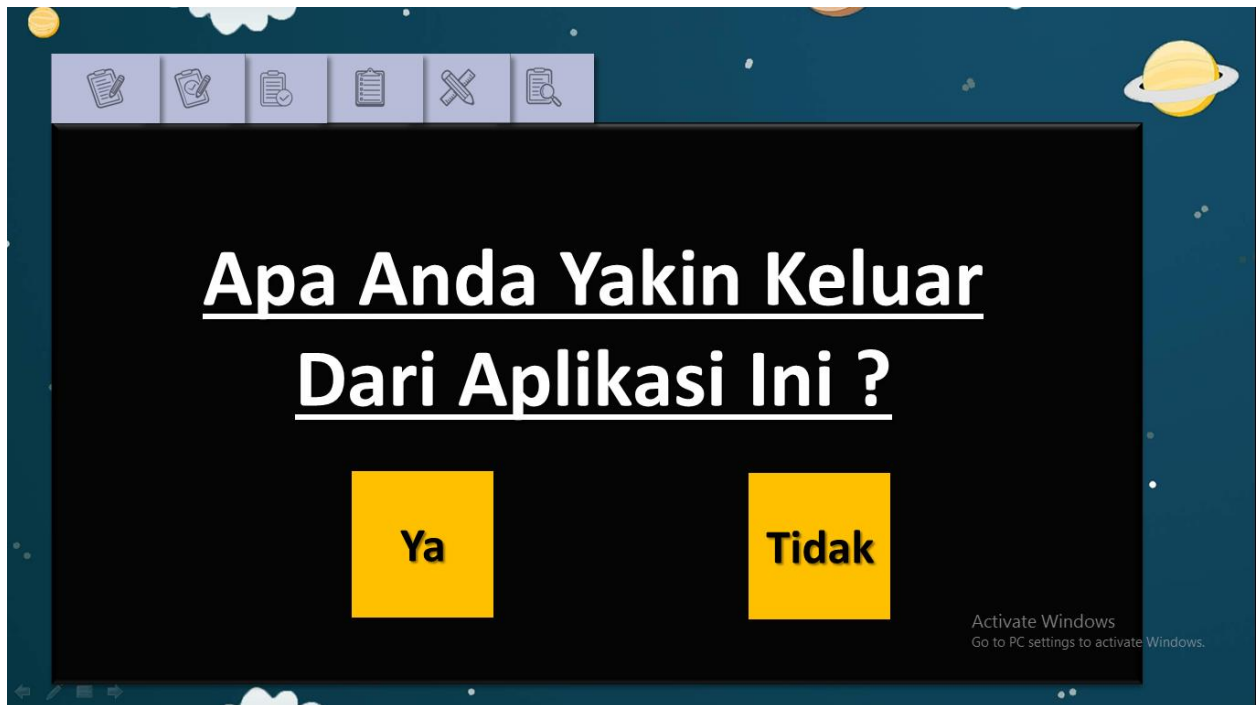 Apa Anda Yakin Keluar
Dari Aplikasi Ini ?
Ya
Tidak
Activate Windows
Go to PC settings to activate Windows.